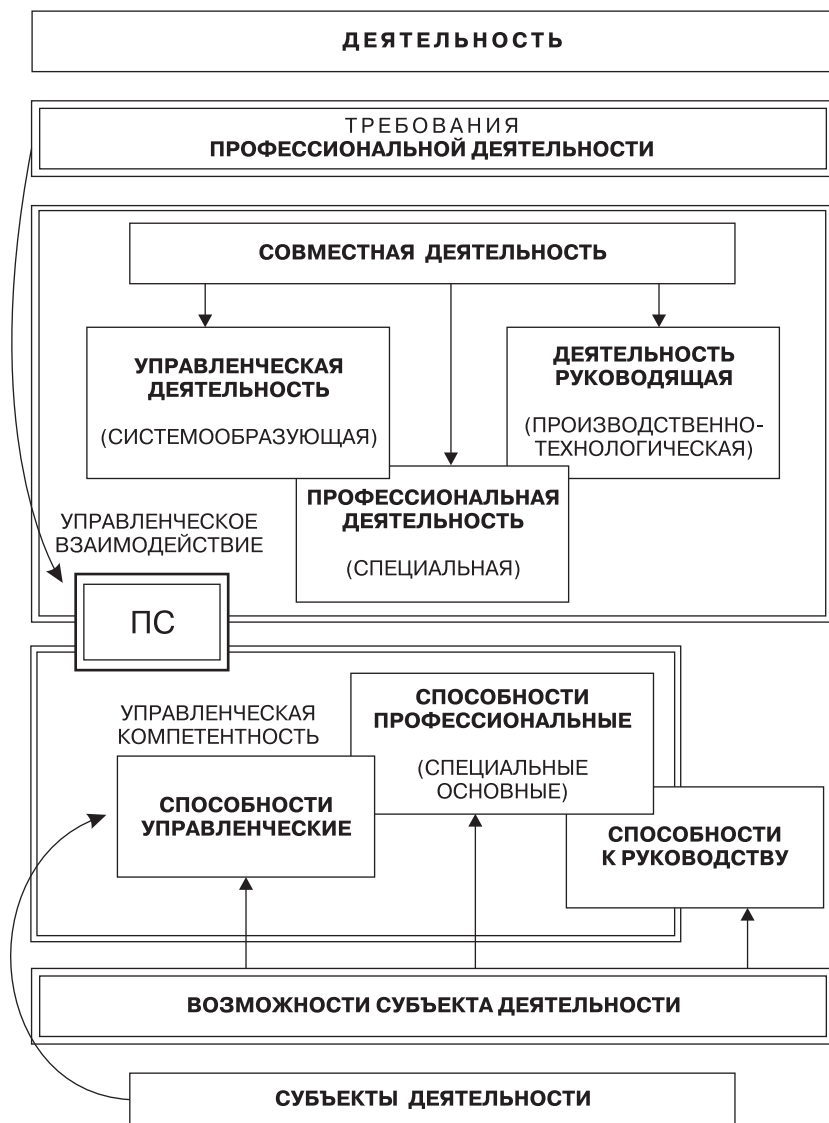 ДЕЯТЕЛЬНОСТЬ
ТРЕБОВАНИЯ
ПРОФЕССИОНАЛЬНОЙ ДЕЯТЕЛЬНОСТИ
СОВМЕСТНАЯ ДЕЯТЕЛЬНОСТЬ
УПРАВЛЕНЧЕСКАЯ
ДЕЯТЕЛЬНОСТЬ
(СИСТЕМООБРАЗУЮЩАЯ)
ДЕЯТЕЛЬНОСТЬ
РУКОВОДЯЩАЯ
(ПРОИЗВОДСТВЕННО-
ТЕХНОЛОГИЧЕСКАЯ)
ПРОФЕССИОНАЛЬНАЯ
ДЕЯТЕЛЬНОСТЬ
(СПЕЦИАЛЬНАЯ)
УПРАВЛЕНЧЕСКОЕ
ВЗАИМОДЕЙСТВИЕ
ПС
УПРАВЛЕНЧЕСКАЯ
КОМПЕТЕНТНОСТЬ
СПОСОБНОСТИ
ПРОФЕССИОНАЛЬНЫЕ
(СПЕЦИАЛЬНЫЕ
ОСНОВНЫЕ)
СПОСОБНОСТИ
УПРАВЛЕНЧЕСКИЕ
СПОСОБНОСТИ
К РУКОВОДСТВУ
ВОЗМОЖНОСТИ СУБЪЕКТА ДЕЯТЕЛЬНОСТИ
СУБЪЕКТЫ ДЕЯТЕЛЬНОСТИ